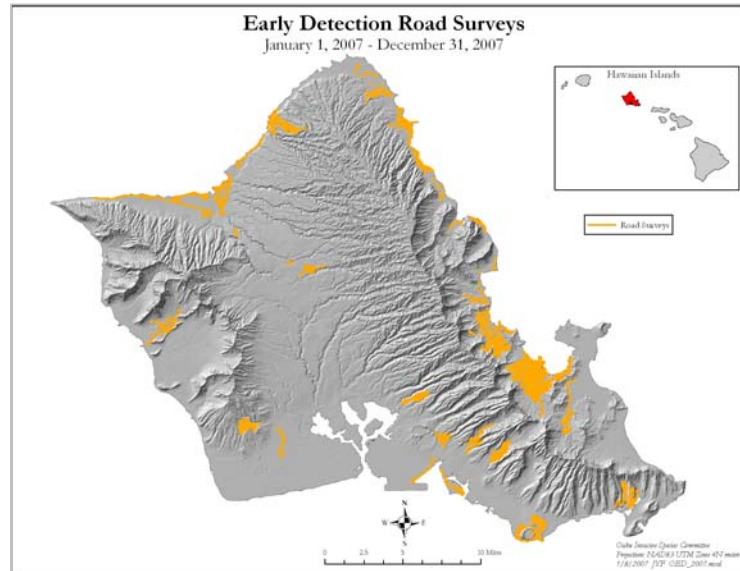 Early Detection Road Surveys
January 1, 2007 - December 31, 2007
Hawaiian Islands
Road Surveys
N
W E
S
0 2.5 5 10 Miles
Oahu Invasive Species Committee
Projection: NAD83 UTM Zone 4N meters